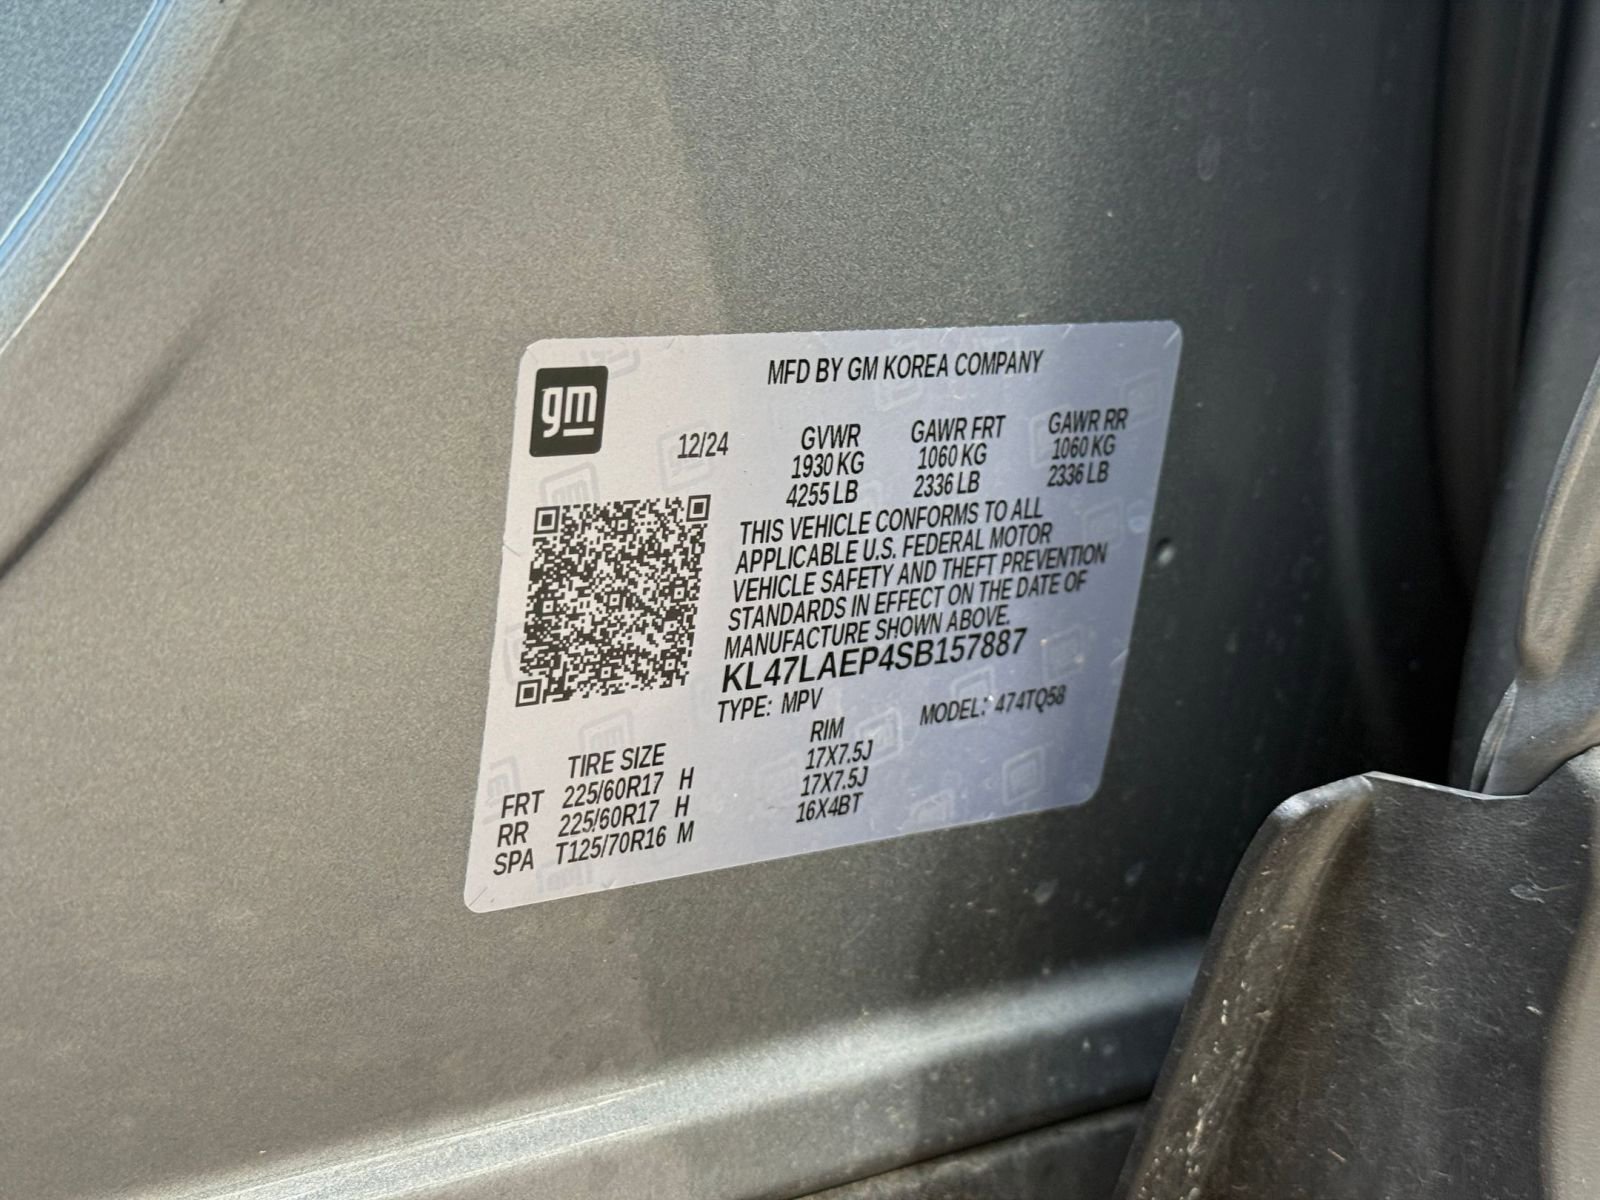 gm
MFD BY GM KOREA COMPANY
12/24
GVWR GAWR FRT GAWR RR
1930 KG 1060 KG 1060 KG
4255 LB 2336 LB 2336 LB
THIS VEHICLE CONFORMS TO ALL
APPLICABLE U.S. FEDERAL MOTOR
VEHICLE SAFETY AND THEFT PREVENTION
STANDARDS IN EFFECT ON THE DATE OF
MANUFACTURE SHOWN ABOVE.
KL47LAEP4SB157887
TYPE: MPV MODEL: 474TQ58
TIRE SIZE RIM
FRT 225/60R17 H 17X7.5J
RR 225/60R17 H 17X7.5J
SPA T125/70R16 M 16X4BT